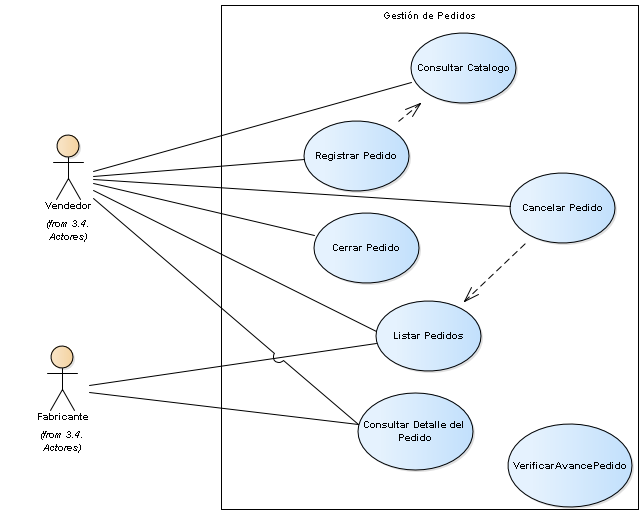 Gestión de Pedidos
Consultar Catalogo
Registrar Pedido
Vendedor
(from 3.4.
Actores)
Cancelar Pedido
Cerrar Pedido
Listar Pedidos
Fabricante
(from 3.4.
Actores)
Consultar Detalle del
Pedido
VerificarAvancePedido